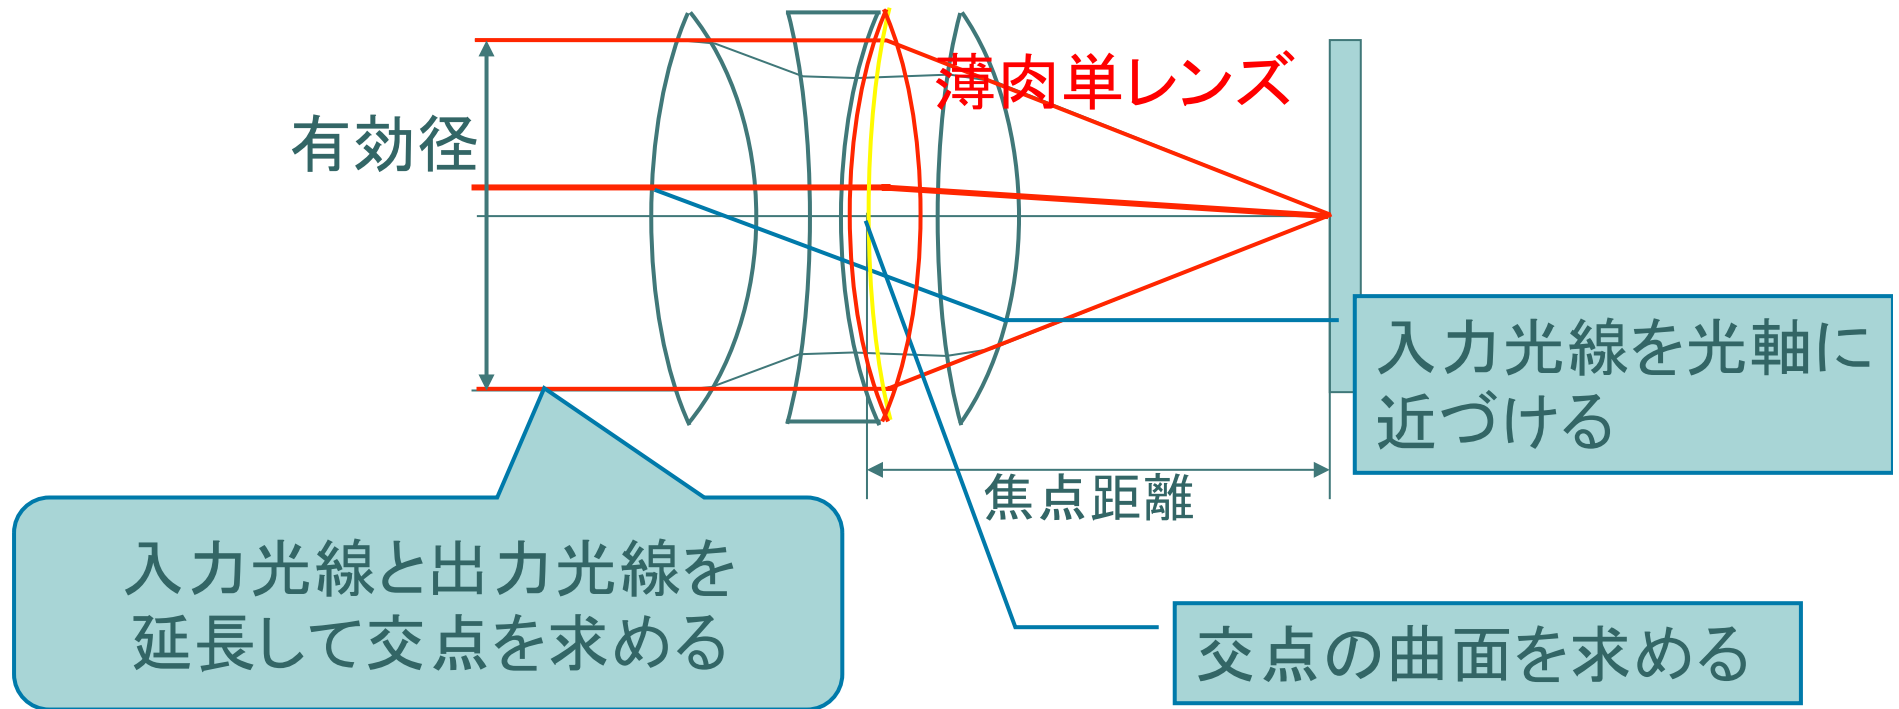 薄肉単レンズ
有効径
入力光線を光軸に
近づける
焦点距離
入力光線と出力光線を
延長して交点を求める
交点の曲面を求める